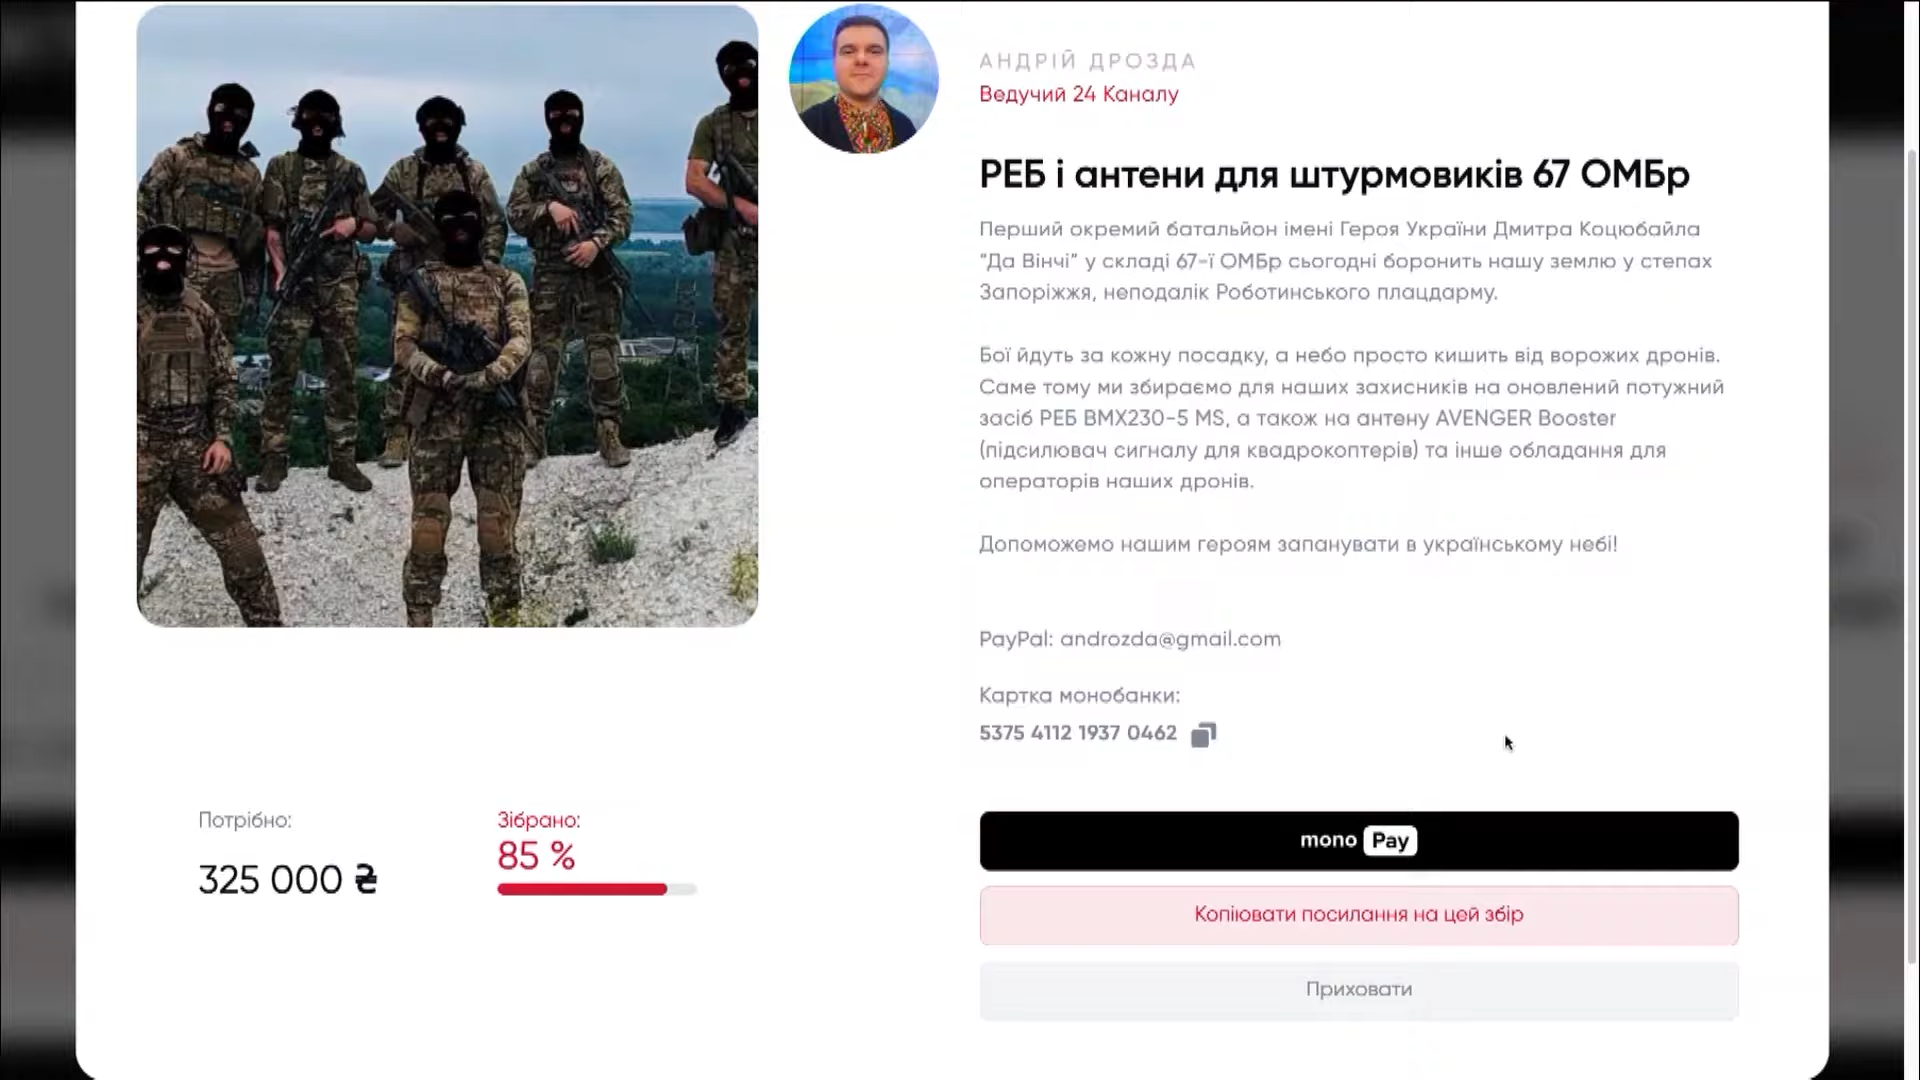 АНДРІЙ ДРОЗДА
Ведучий 24 Каналу
РЕБ і антени для штурмовиків 67 ОМБр
Перший окремий батальйон імені Героя України Дмитра Коцюбайла
"Да Вінчі" у складі 67-ї ОМБр сьогодні боронить нашу землю у степах
Запоріжжя, неподалік Роботинського плацдарму.
Бої йдуть за кожну посадку, а небо просто кишить від ворожих дронів.
Саме тому ми збираємо для наших захисників на оновлений потужний
засіб РЕБ BMX230-5 MS, а також на антену AVENGER Booster
(підсилювач сигналу для квадрокоптерів) та інше обладання для
операторів наших дронів.
Допоможемо нашим героям запанувати в українському небі!
PayPal: androzda@gmail.com
Картка монобанки:
5375 4112 1937 0462
Потрібно:
325 000 ₴
Зібрано:
85 %
mono Pay
Копіювати посилання на цей збір
Приховати